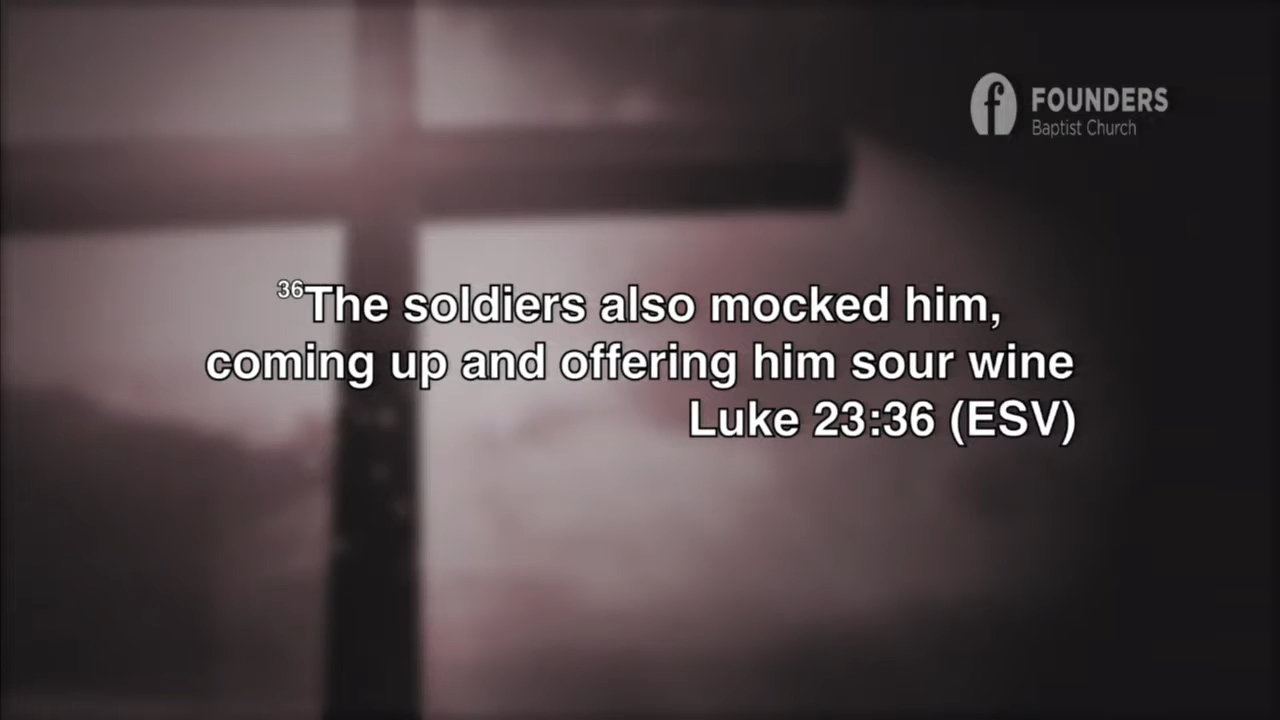 FOUNDERS
Baptist Church
36The soldiers also mocked him,
coming up and offering him sour wine
Luke 23:36 (ESV)